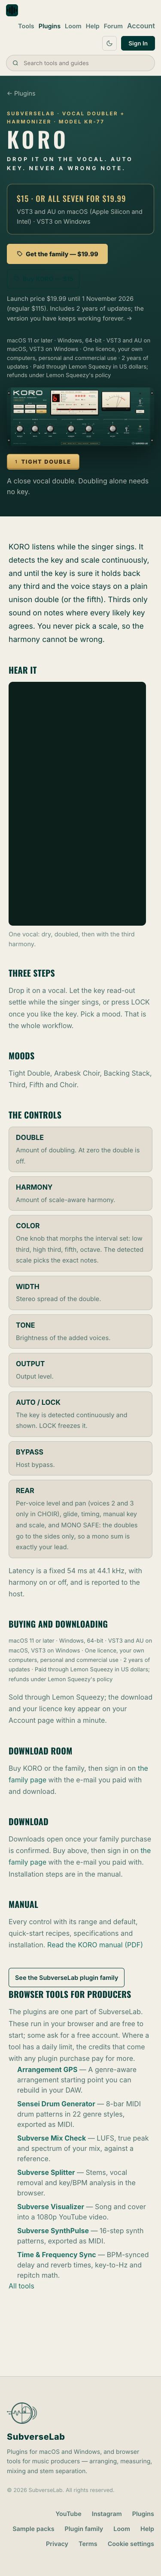 Tools Plugins Loom Help Forum Account
Sign In
Search tools and guides
← Plugins
SUBVERSELAB · VOCAL DOUBLER +
HARMONIZER · MODEL KR-77
KORO
DROP IT ON THE VOCAL. AUTO
KEY. NEVER A WRONG NOTE.
$15 · OR ALL SEVEN FOR $19.99
VST3 and AU on macOS (Apple Silicon and
Intel) · VST3 on Windows
Get the family — $19.99
Launch price $19.99 until 1 November 2026
(regular $115). Includes 2 years of updates; the
version you have keeps working forever. →
macOS 11 or later · Windows, 64-bit · VST3 and AU on
macOS, VST3 on Windows · One licence, your own
computers, personal and commercial use · 2 years of
updates · Paid through Lemon Squeezy in US dollars;
refunds under Lemon Squeezy's policy
KORO
1 TIGHT DOUBLE
A close vocal double. Doubling alone needs
no key.
KORO listens while the singer sings. It
detects the key and scale continuously,
and until the key is sure it holds back
any third and the voice stays on a plain
unison double (or the fifth). Thirds only
sound on notes where every likely key
agrees. You never pick a scale, so the
harmony cannot be wrong.
HEAR IT
One vocal: dry, doubled, then with the third
harmony.
THREE STEPS
Drop it on a vocal. Let the key read-out
settle while the singer sings, or press LOCK
once you like the key. Pick a mood. That is
the whole workflow.
MOODS
Tight Double, Arabesk Choir, Backing Stack,
Third, Fifth and Choir.
THE CONTROLS
DOUBLE
Amount of doubling. At zero the double is
off.
HARMONY
Amount of scale-aware harmony.
COLOR
One knob that morphs the interval set: low
third, high third, fifth, octave. The detected
scale picks the exact notes.
WIDTH
Stereo spread of the double.
TONE
Brightness of the added voices.
OUTPUT
Output level.
AUTO / LOCK
The key is detected continuously and
shown. LOCK freezes it.
BYPASS
Host bypass.
REAR
Per-voice level and pan (voices 2 and 3
only in CHOIR), glide, timing, manual key
and scale, and MONO SAFE: the doubles
go to the sides only, so a mono sum is
exactly your lead.
Latency is a fixed 54 ms at 44.1 kHz, with
harmony on or off, and is reported to the
host.
BUYING AND DOWNLOADING
macOS 11 or later · Windows, 64-bit · VST3 and AU on
macOS, VST3 on Windows · One licence, your own
computers, personal and commercial use · 2 years of
updates · Paid through Lemon Squeezy in US dollars;
refunds under Lemon Squeezy's policy
Sold through Lemon Squeezy; the download
and your licence key appear on your
Account page within a minute.
DOWNLOAD ROOM
Buy KORO or the family, then sign in on the
family page with the e-mail you paid with
and download.
DOWNLOAD
Downloads open once your family purchase
is confirmed. Buy above, then sign in on the
family page with the e-mail you paid with.
Installation steps are in the manual.
MANUAL
Every control with its range and default,
quick-start recipes, specifications and
installation. Read the KORO manual (PDF)
See the SubverseLab plugin family
BROWSER TOOLS FOR PRODUCERS
The plugins are one part of SubverseLab.
These run in your browser and are free to
start; some ask for a free account. Where a
tool has a daily limit, the credits that come
with any plugin purchase pay for more.
Arrangement GPS — A genre-aware
arrangement starting point you can
rebuild in your DAW.
Sensei Drum Generator — 8-bar MIDI
drum patterns in 22 genre styles,
exported as MIDI.
Subverse Mix Check — LUFS, true peak
and spectrum of your mix, against a
reference.
Subverse Splitter — Stems, vocal
removal and key/BPM analysis in the
browser.
Subverse Visualizer — Song and cover
into a 1080p YouTube video.
Subverse SynthPulse — 16-step synth
patterns, exported as MIDI.
Time & Frequency Sync — BPM-synced
delay and reverb times, key-to-Hz and
repitch math.
All tools
SubverseLab
Plugins for macOS and Windows, and browser
tools for music producers — arranging, measuring,
mixing and stem separation.
© 2026 SubverseLab. All rights reserved.
YouTube Instagram Plugins
Sample packs Plugin family Loom Help
Privacy Terms Cookie settings